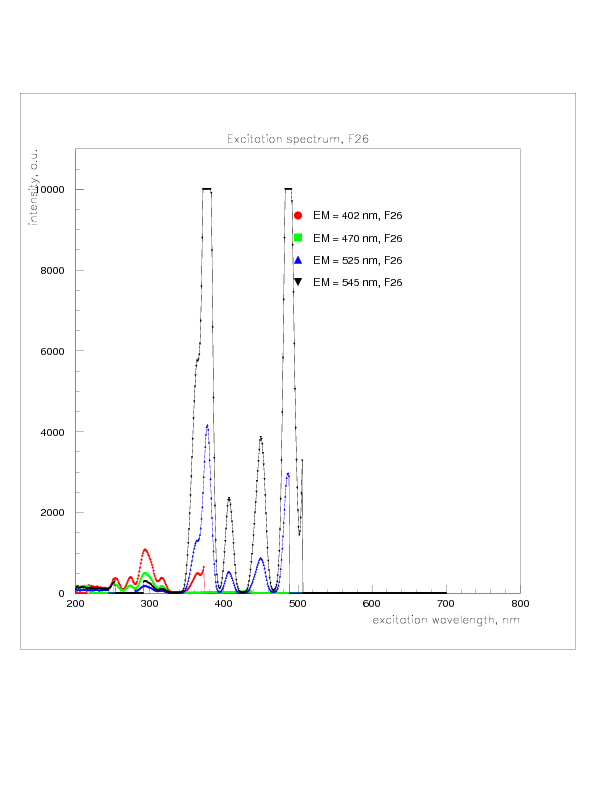 Excitation spectrum, F26
intensity, a.u.
10000
8000
6000
4000
2000
0
EM = 402 nm, F26
EM = 470 nm, F26
EM = 525 nm, F26
EM = 545 nm, F26
200 300 400 500 600 700 800
excitation wavelength, nm